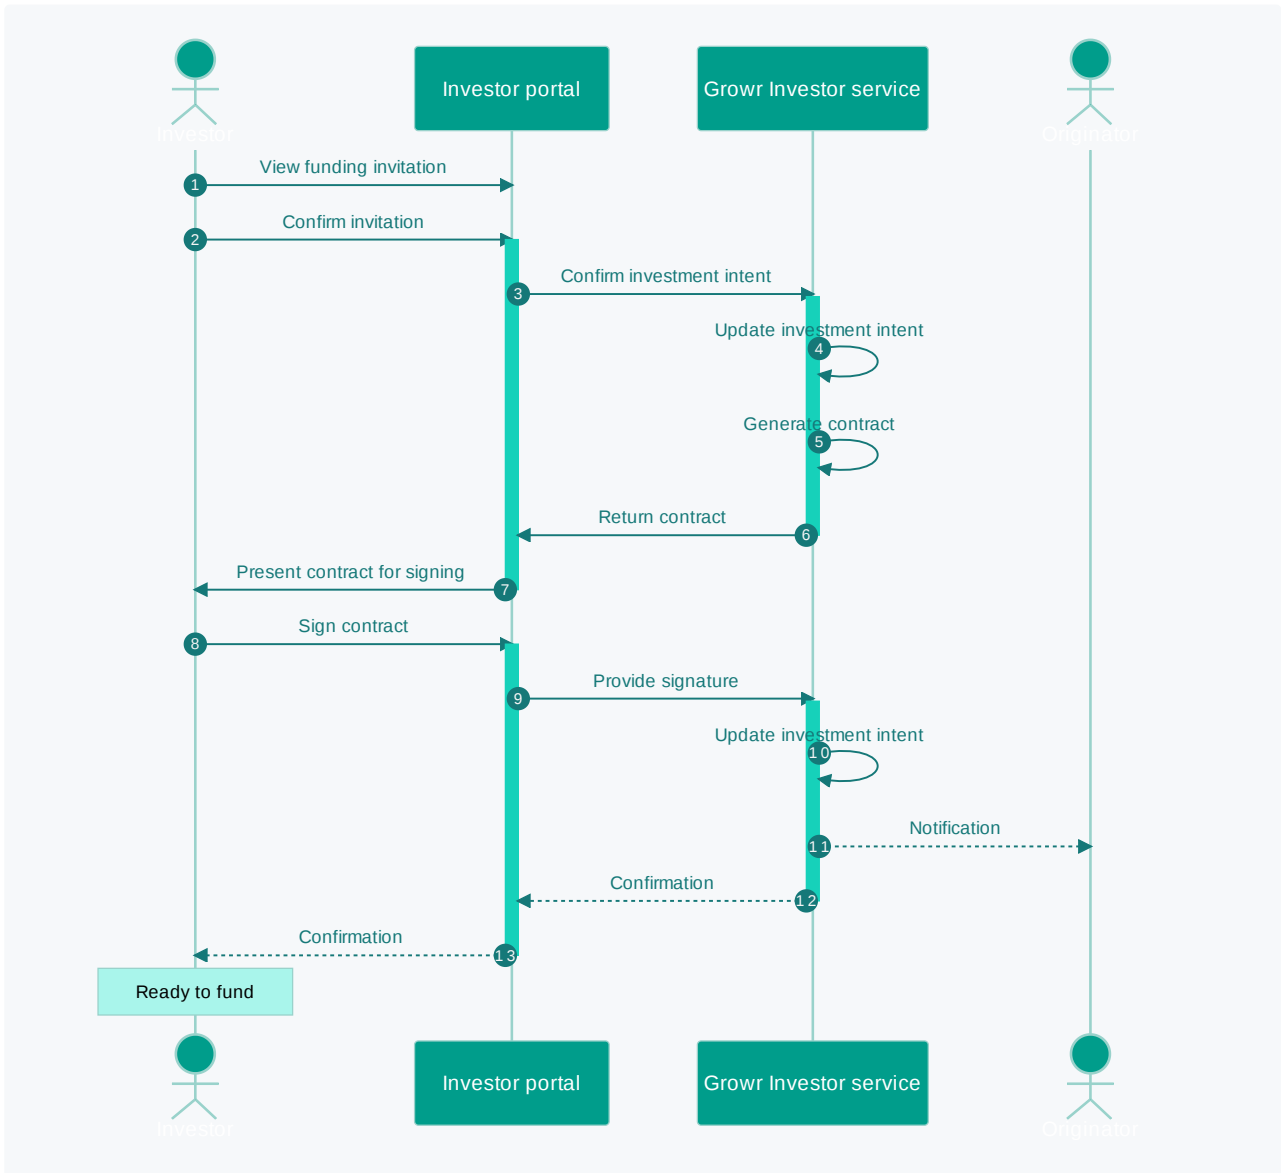 Investor
Investor portal
Growr Investor service
Originator
View funding invitation
1
Confirm invitation
2
Confirm investment intent
3
Update investment intent
4
Generate contract
5
Return contract
6
Present contract for signing
7
Sign contract
8
Provide signature
9
Update investment intent
10
Notification
11
Confirmation
12
Confirmation
13
Ready to fund
Investor
Investor portal
Growr Investor service
Originator